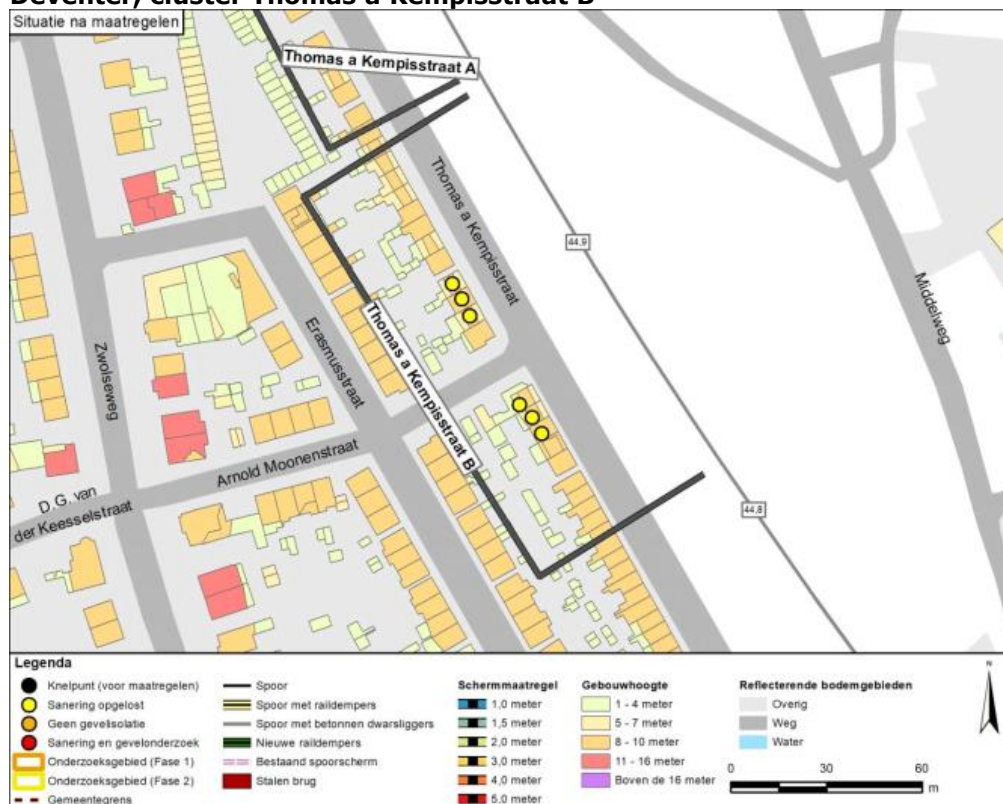 Deventer, cluster Thomas a Kempisstraat B
Situatie na maatregelen
Thomas a Kempisstraat A
Thomas a Kempisstraat
44,9
Middelweg
Zwolseweg
Erasmusstraat
Thomas a Kempisstraat B
Arnold Moonenstraat
D.G. van
der Keesselstraat
44,8
Legenda
Knelpunt (voor maatregelen)
Sanering opgelost
Geen gevelisolatie
Sanering en gevelonderzoek
Onderzoeksgebied (Fase 1)
Onderzoeksgebied (Fase 2)
Gemeentegrens
Spoor
Spoor met raildempers
Spoor met betonnen dwarsliggers
Nieuwe raildempers
Bestaand spoorscherm
Stalen brug
Schermmaatregel
1,0 meter
1,5 meter
2,0 meter
3,0 meter
4,0 meter
5,0 meter
Gebouwhoogte
1 - 4 meter
5 - 7 meter
8 - 10 meter
11 - 16 meter
Boven de 16 meter
Reflecterende bodemgebieden
Overig
Weg
Water
N
0 30 60
m